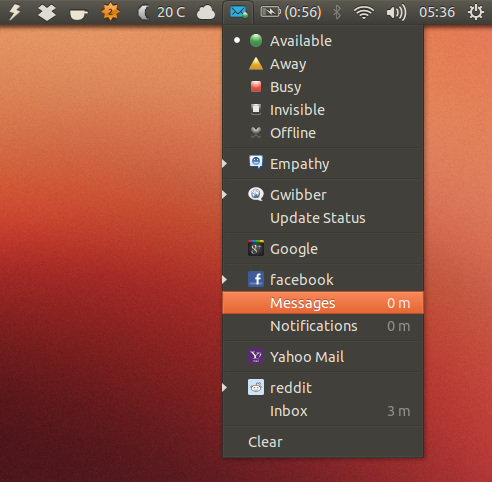 2
20 C
(0:56)
05:36
Available
Away
Busy
Invisible
Offline
Empathy
Gwibber
Update Status
g+
Google
f
facebook
Messages 0 m
Notifications 0 m
Y!
Yahoo Mail
reddit
Inbox 3 m
Clear